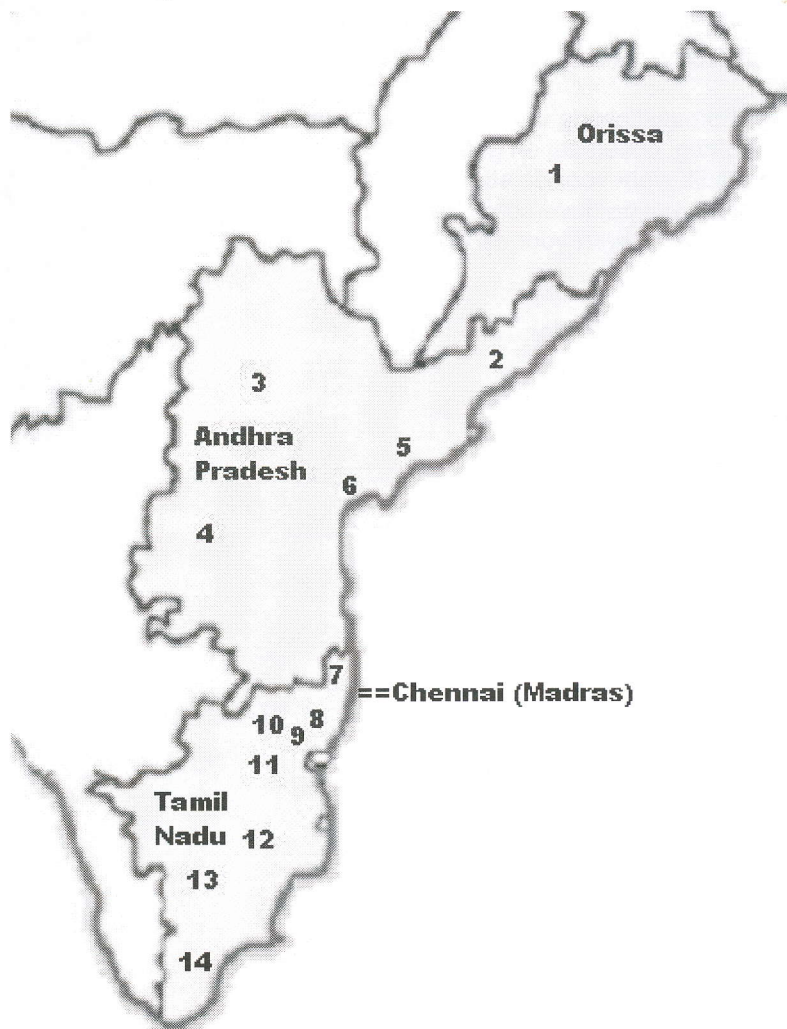 Orissa
1
2
3
Andhra
Pradesh
5
6
4
7
==Chennai (Madras)
10
9
8
11
Tamil
Nadu
12
13
14